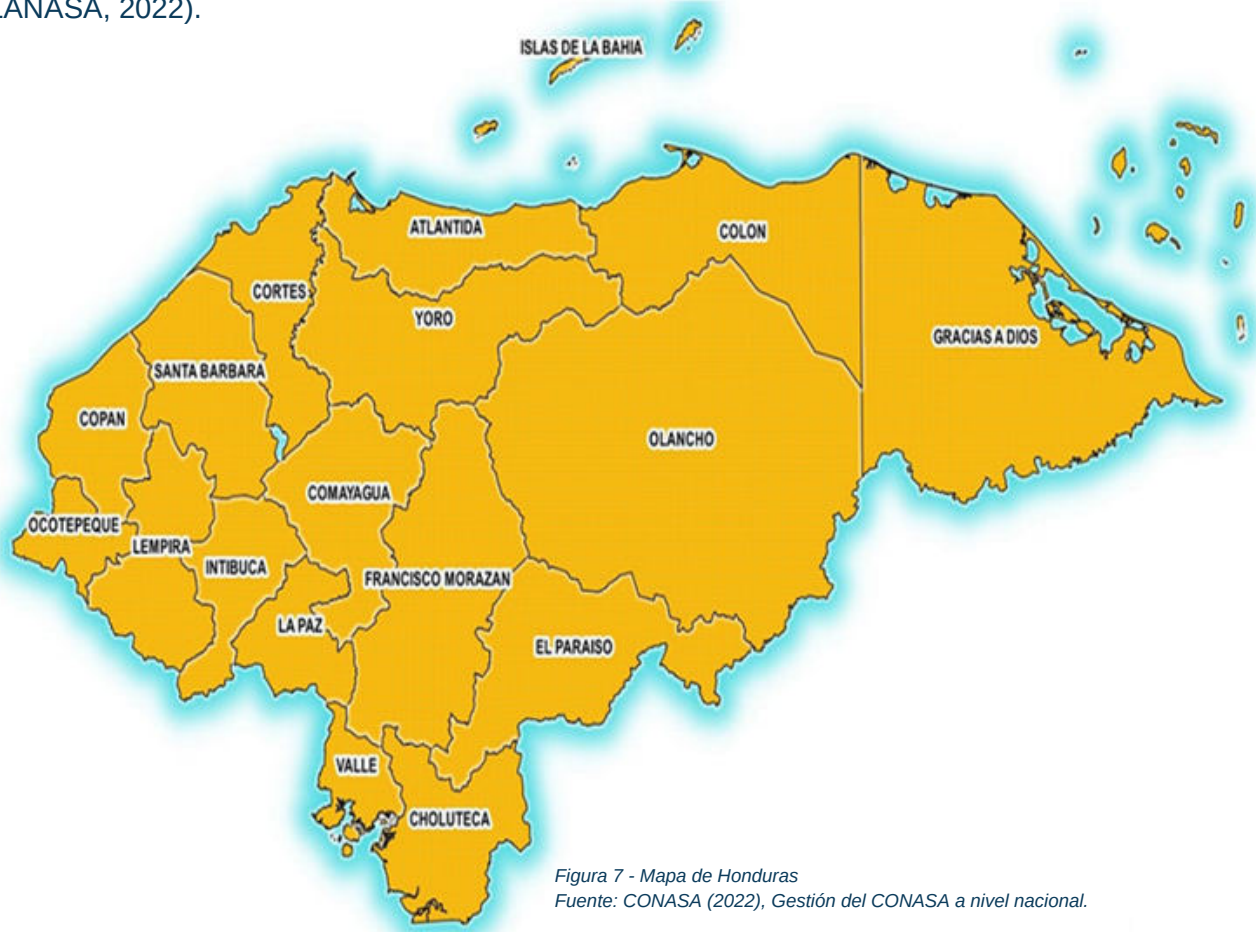 LANASA, 2022).
ISLAS DE LA BAHIA
ATLANTIDA
COLON
CORTES
YORO
GRACIAS A DIOS
SANTA BARBARA
COPAN
OLANCHO
COMAYAGUA
OCOTEPEQUE
LEMPIRA
INTIBUCA
FRANCISCO MORAZAN
LA PAZ
EL PARAISO
VALLE
CHOLUTECA
Figura 7 - Mapa de Honduras
Fuente: CONASA (2022), Gestión del CONASA a nivel nacional.